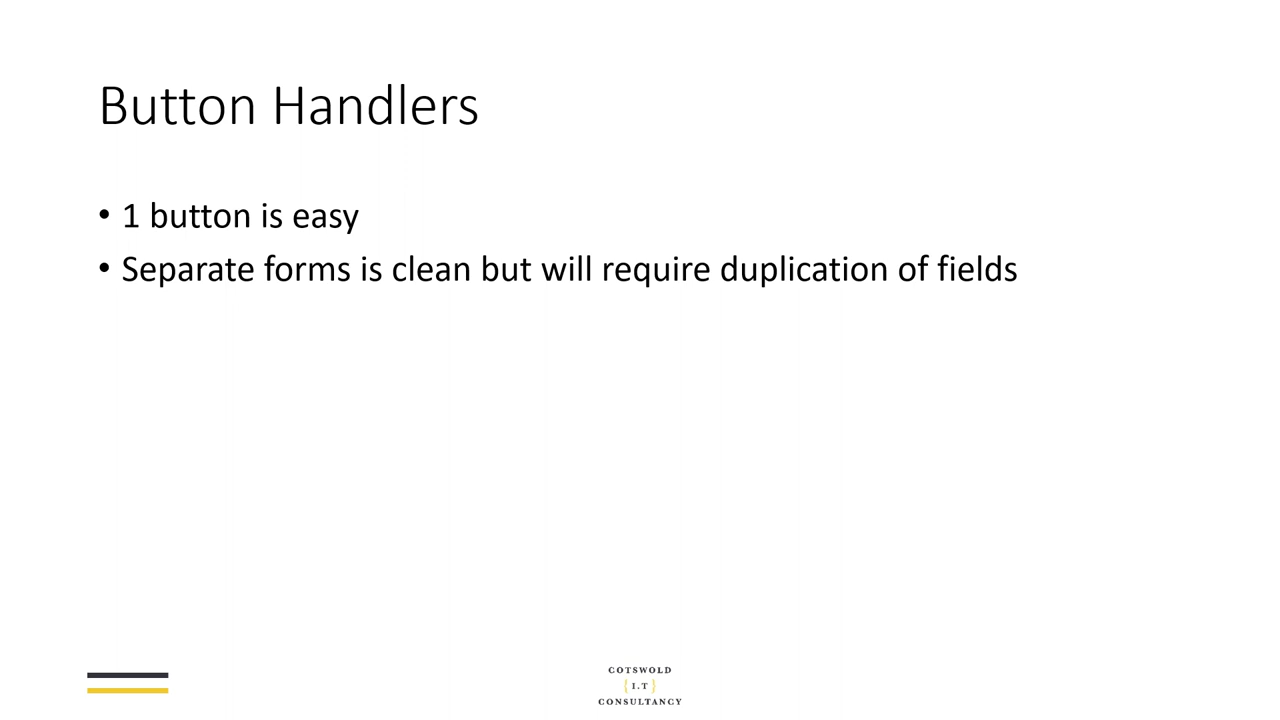 Button Handlers
• 1 button is easy
• Separate forms is clean but will require duplication of fields
COTSWOLD
{ I.T }
CONSULTANCY